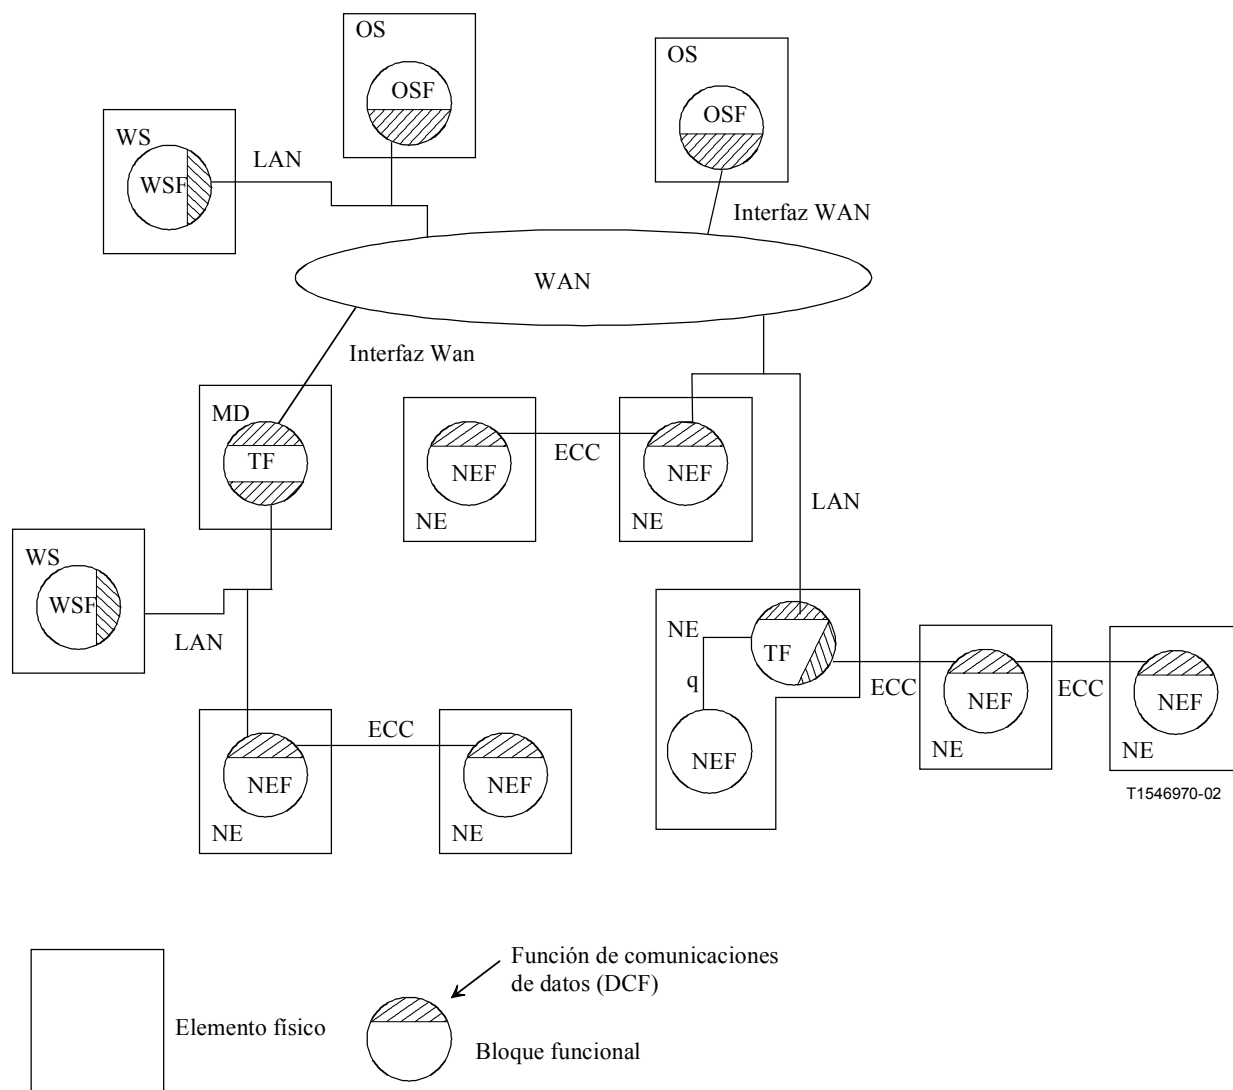 OS
OS
OSF
OSF
WS
LAN
WSF
Interfaz WAN
WAN
Interfaz Wan
MD
TF
ECC
NEF
NEF
NE
NE
LAN
WS
WSF
LAN
NE
TF
q
ECC
ECC
NEF
NEF
NEF
NE
NE
ECC
NEF
NEF
NE
NE
T1546970-02
Función de comunicaciones
de datos (DCF)
Elemento físico
Bloque funcional